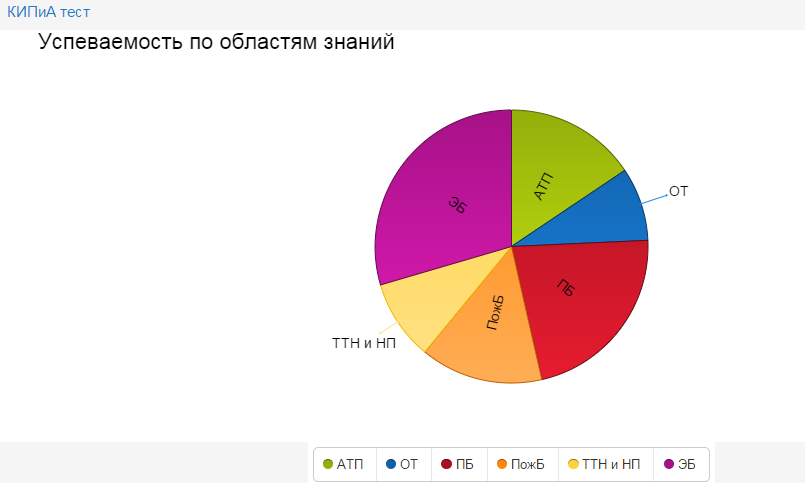 КИПиА тест
Успеваемость по областям знаний
АТП
ОТ
ЭБ
ПБ
ПожБ
ТТН и НП
АТП ОТ ПБ ПожБ ТТН и НП ЭБ